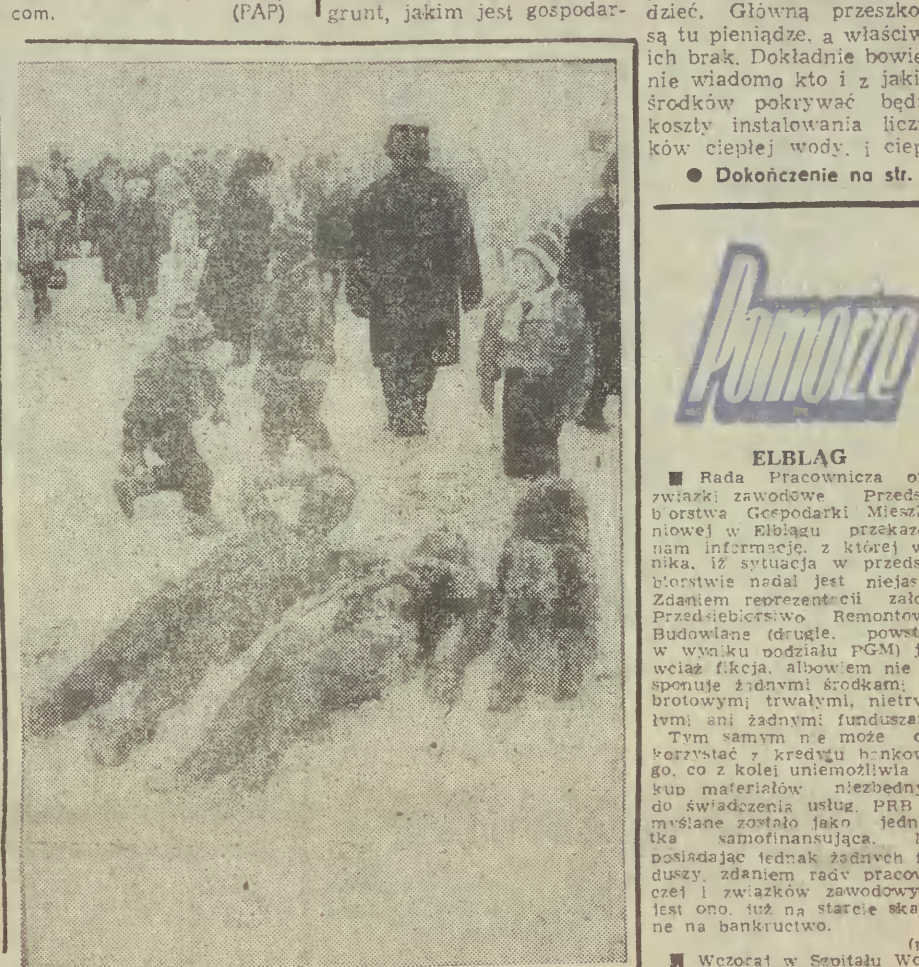 com.
(PAP)
grunt, jakim jest gospodar-
dzieć. Główną przeszko
są tu pieniądze, a właściw
ich brak. Dokładnie bowie
nie wiadomo kto i z jaki
środków pokrywać będ
koszty instalowania licz
ków ciepłej wody, i ciep
● Dokończenie na str.
Pomorze
ELBLĄG
■ Rada Pracownicza o
związki zawodowe Przeds
b orstwa Gospodarki Miesz
niowej w Elblągu przekaz
nam informację, z której w
nika, iż sytuacja w przeds
biorstwie nadal jest niejas
Zdaniem reprezentacji zało
Przedsiębiorstwo Remontow
Budowlane (drugie, powst
w wyniku podziału PGM) j
wciąż fikcją, albowiem nie
sponuje żadnymi środkami
brotowymi trwałymi, nietrw
łymi ani żadnymi fundusza
Tym samym n e może
korzystać z kredytu bankow
go, co z kolei uniemożliwia
kup materiałów niezbędny
do świadczenia usług. PRB
myślane zostało jako jedn
tka samofinansująca.
posiadając jednak żadnych
duszy, zdaniem rady pracow
czej i związków zawodowy
jest ono, już na starcie ska
ne na bankructwo.
■ Wczoraj w Szpitalu Wo